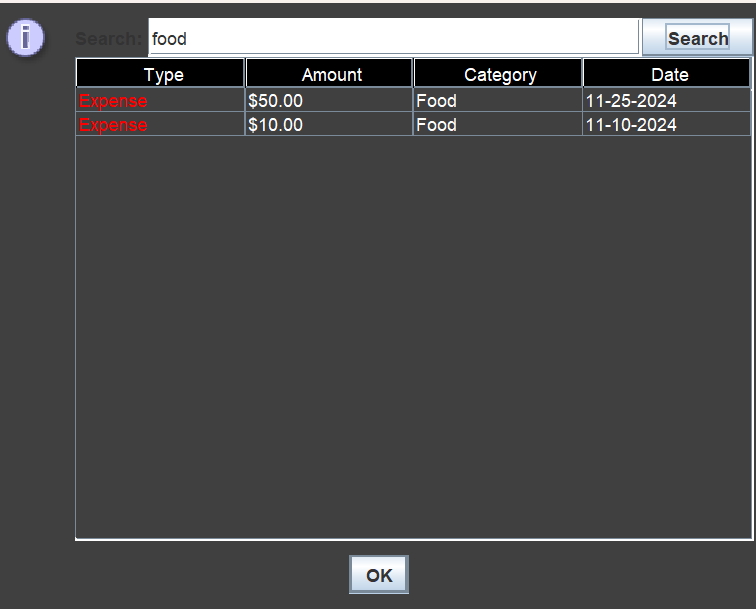 Search: food Search
Type Amount Category Date
Expense $50.00 Food 11-25-2024
Expense $10.00 Food 11-10-2024
OK